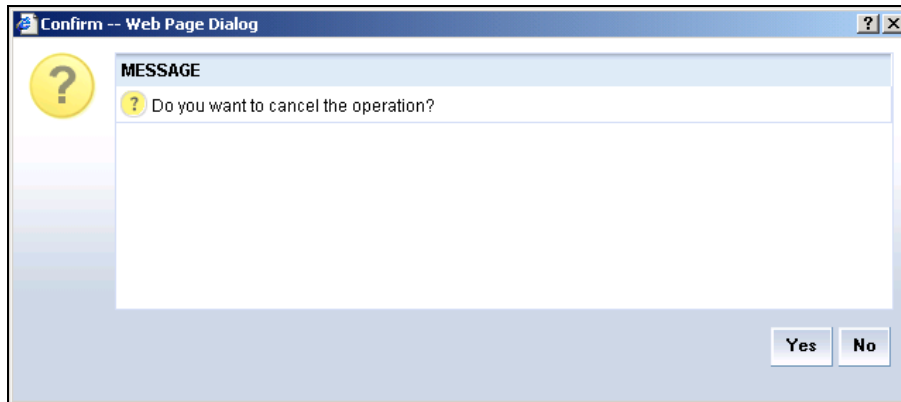 Confirm -- Web Page Dialog
MESSAGE
Do you want to cancel the operation?
Yes No